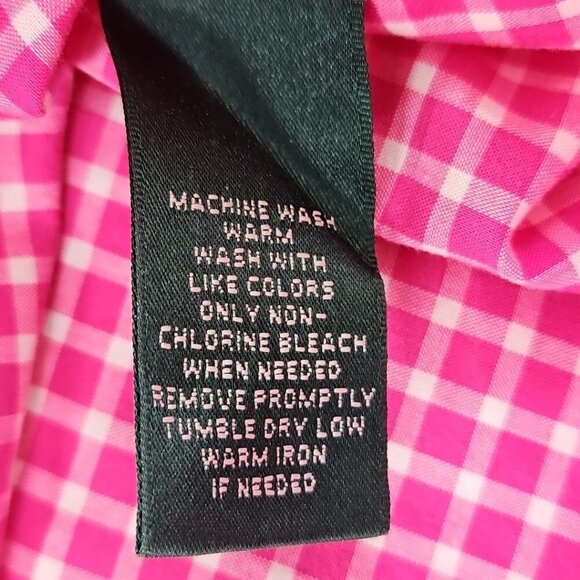 MACHINE WASH
WARM
WASH WITH
LIKE COLORS
ONLY NON-
CHLORINE BLEACH
WHEN NEEDED
REMOVE PROMPTLY
TUMBLE DRY LOW
WARM IRON
IF NEEDED